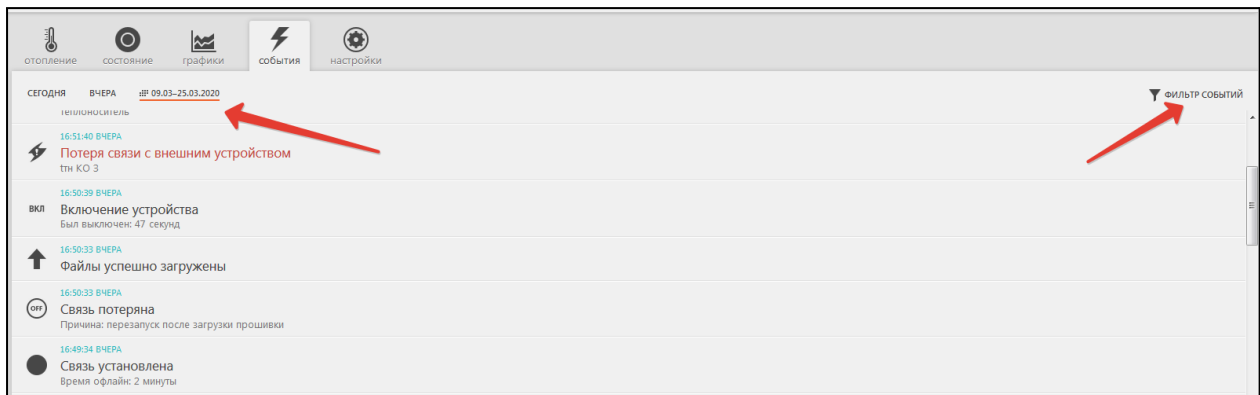 отопление
состояние
графики
события
настройки
СЕГОДНЯ
ВЧЕРА
09.03–25.03.2020
ФИЛЬТР СОБЫТИЙ
теплоноситель
16:51:40 ВЧЕРА
Потеря связи с внешним устройством
tтн КО 3
16:50:39 ВЧЕРА
ВКЛ
Включение устройства
Был выключен: 47 секунд
16:50:33 ВЧЕРА
Файлы успешно загружены
16:50:33 ВЧЕРА
OFF
Связь потеряна
Причина: перезапуск после загрузки прошивки
16:49:34 ВЧЕРА
Связь установлена
Время офлайн: 2 минуты